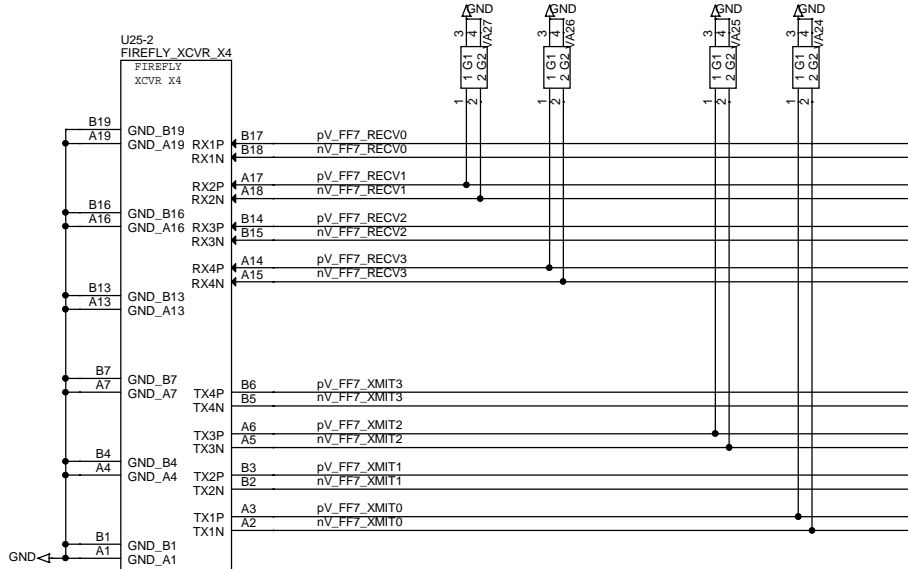 GND GND GND GND
3 4 VA27 3 4 VA26 3 4 VA25 3 4 VA24
1 G1 2 G2 1 G1 2 G2 1 G1 2 G2 1 G1 2 G2
1 2 1 2 1 2 1 2
U25-2
FIREFLY_XCVR_X4
FIREFLY
XCVR X4
B19 GND_B19
A19 GND_A19 RX1P B17 pV_FF7_RECV0
RX1N B18 nV_FF7_RECV0
RX2P A17 pV_FF7_RECV1
RX2N A18 nV_FF7_RECV1
B16 GND_B16
A16 GND_A16 RX3P B14 pV_FF7_RECV2
RX3N B15 nV_FF7_RECV2
RX4P A14 pV_FF7_RECV3
RX4N A15 nV_FF7_RECV3
B13 GND_B13
A13 GND_A13
B7 GND_B7
A7 GND_A7 TX4P B6 pV_FF7_XMIT3
TX4N B5 nV_FF7_XMIT3
TX3P A6 pV_FF7_XMIT2
TX3N A5 nV_FF7_XMIT2
B4 GND_B4
A4 GND_A4 TX2P B3 pV_FF7_XMIT1
TX2N B2 nV_FF7_XMIT1
TX1P A3 pV_FF7_XMIT0
TX1N A2 nV_FF7_XMIT0
B1 GND_B1
GND A1 GND_A1